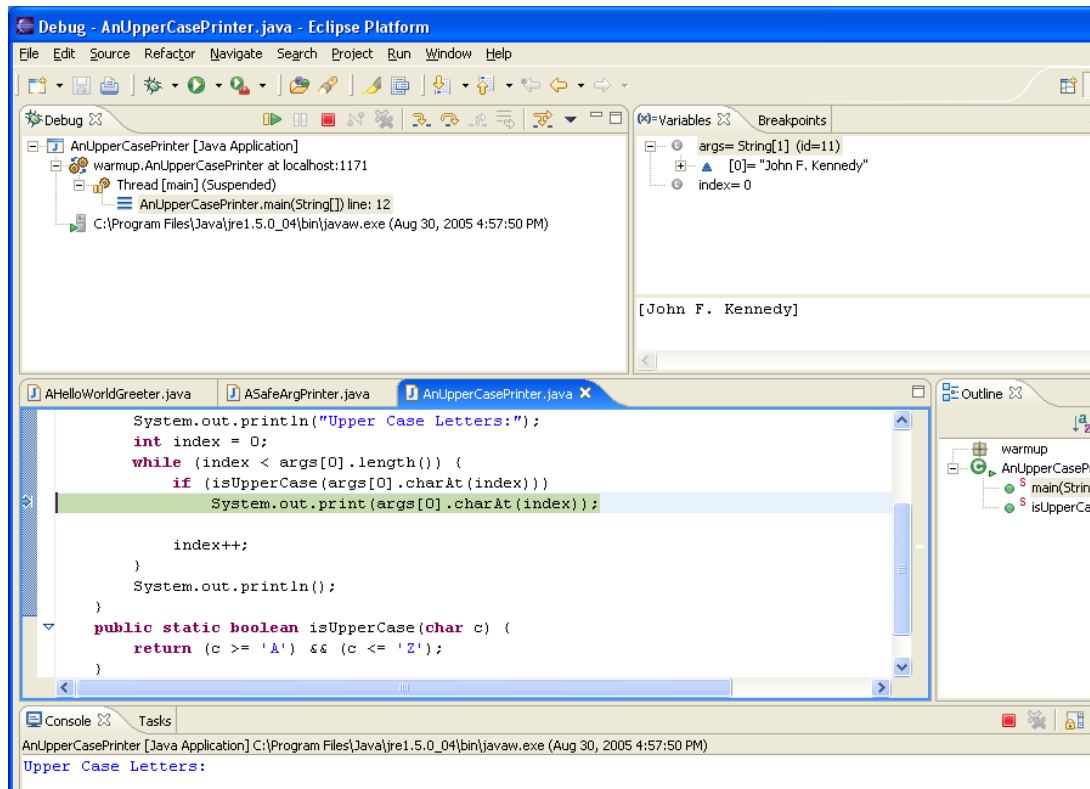 Debug - AnUpperCasePrinter.java - Eclipse Platform
File Edit Source Refactor Navigate Search Project Run Window Help
Debug
AnUpperCasePrinter [Java Application]
warmup.AnUpperCasePrinter at localhost:1171
Thread [main] (Suspended)
AnUpperCasePrinter.main(String[]) line: 12
C:\Program Files\Java\jre1.5.0_04\bin\javaw.exe (Aug 30, 2005 4:57:50 PM)
(x)= Variables Breakpoints
args= String[1] (id=11)
[0]= "John F. Kennedy"
index= 0
[John F. Kennedy]
AHelloWorldGreeter.java ASafeArgPrinter.java AnUpperCasePrinter.java
System.out.println("Upper Case Letters:");
int index = 0;
while (index < args[0].length()) {
if (isUpperCase(args[0].charAt(index)))
System.out.print(args[0].charAt(index));
index++;
}
System.out.println();
}
public static boolean isUpperCase(char c) {
return (c >= 'A') && (c <= 'Z');
}
Outline
warmup
AnUpperCaseP
main(Strin
isUpperCa
Console Tasks
AnUpperCasePrinter [Java Application] C:\Program Files\Java\jre1.5.0_04\bin\javaw.exe (Aug 30, 2005 4:57:50 PM)
Upper Case Letters: